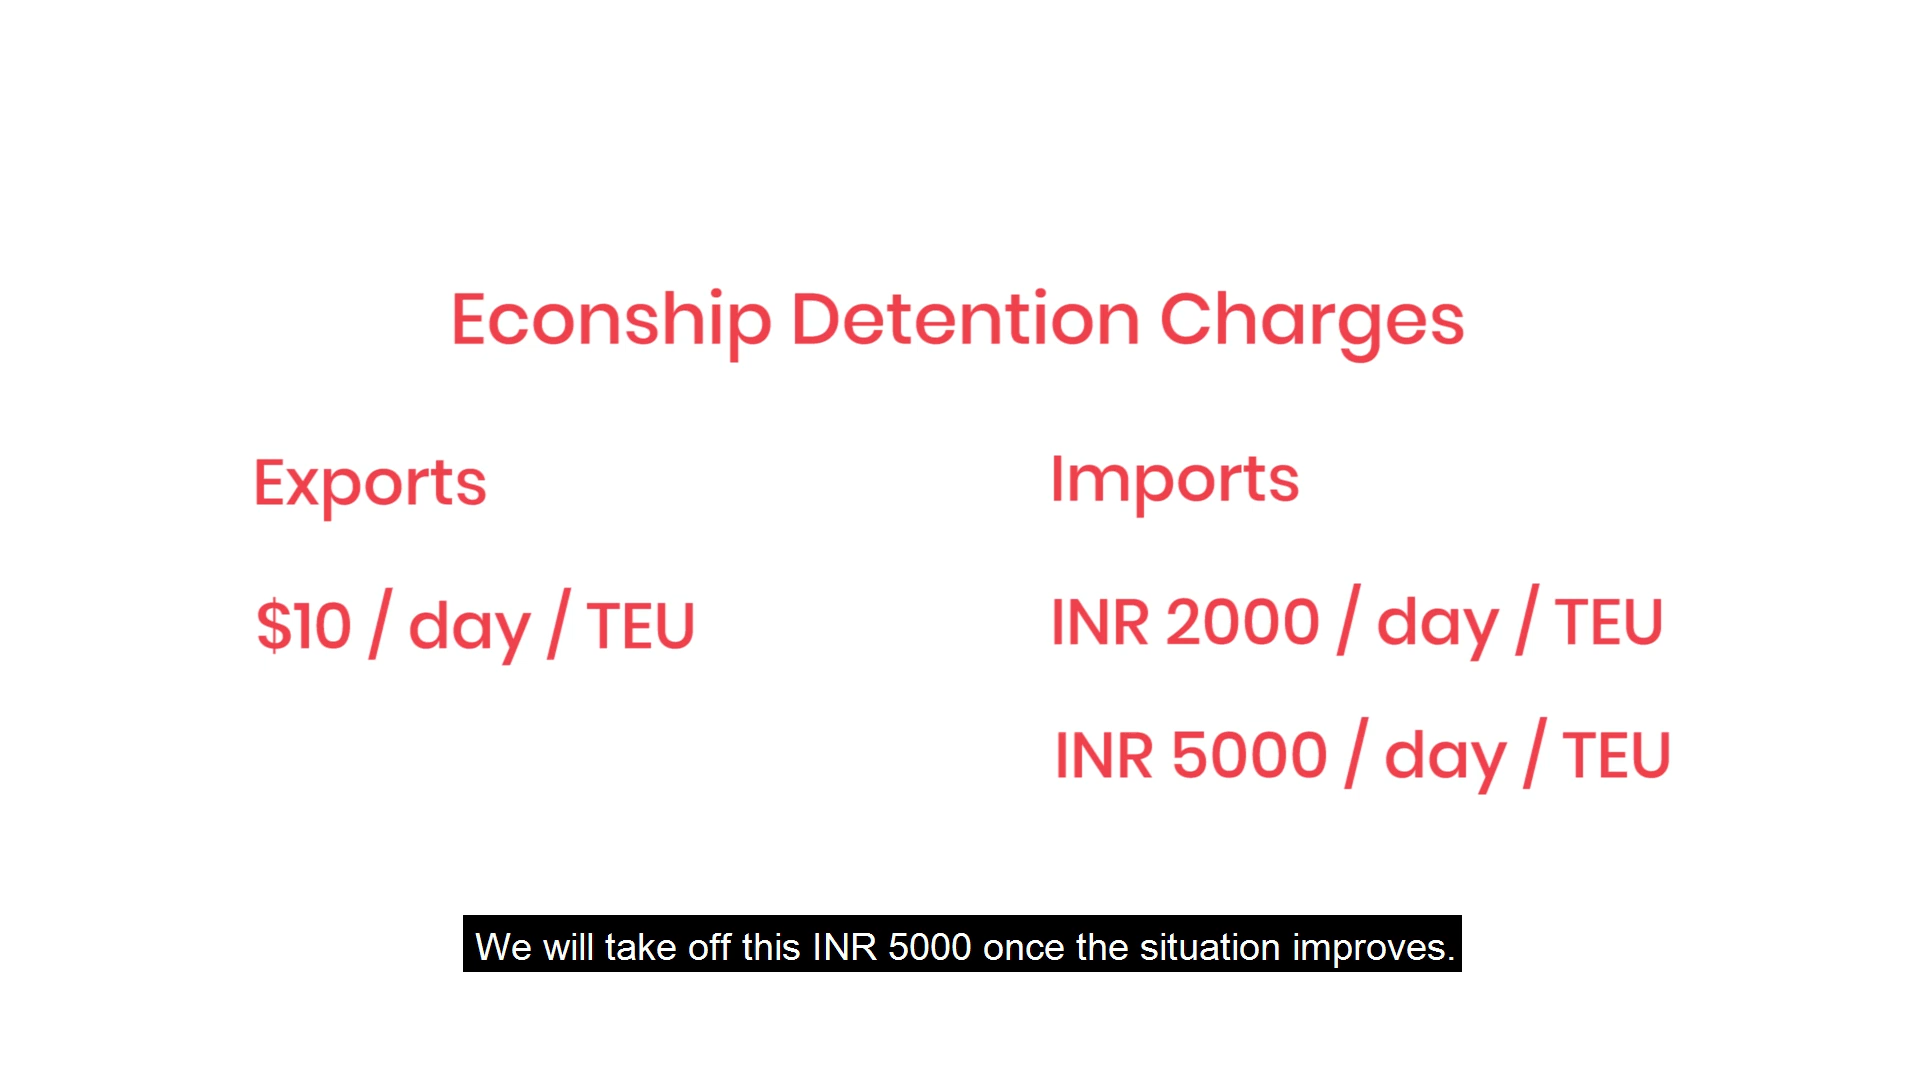 Econship Detention Charges
Exports
$10 / day / TEU
Imports
INR 2000 / day / TEU
INR 5000 / day / TEU
We will take off this INR 5000 once the situation improves.